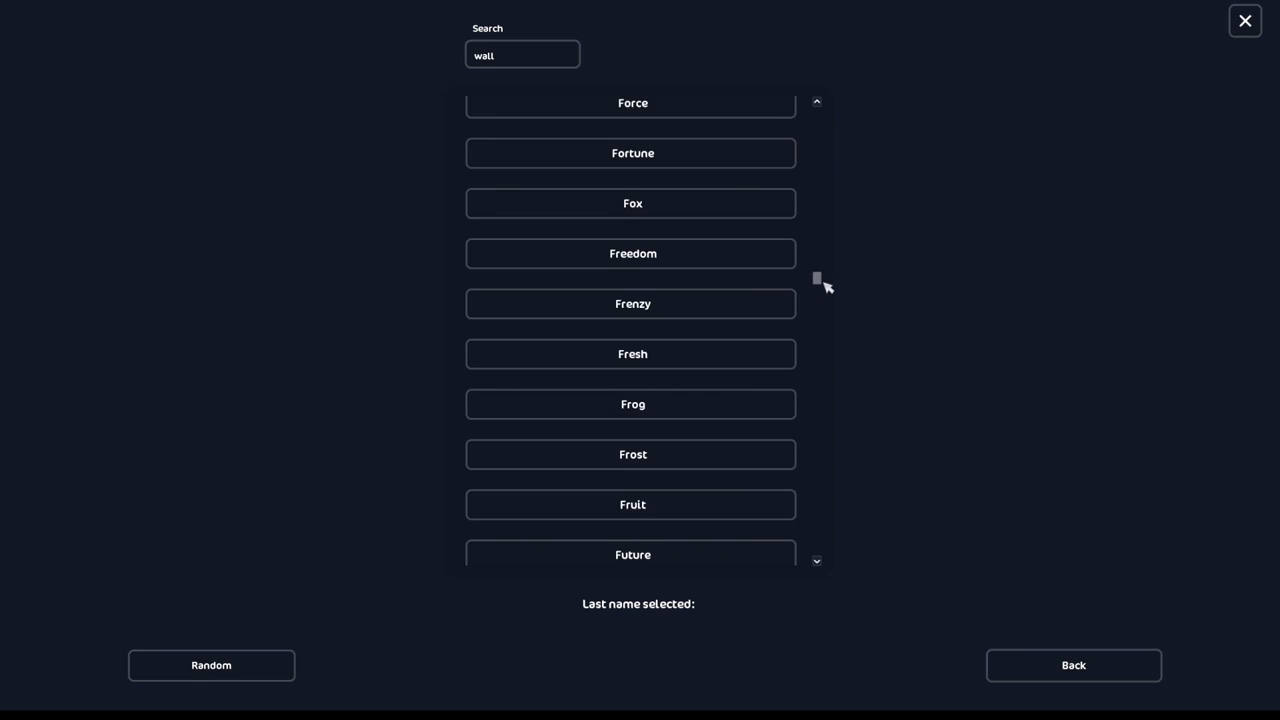 Search
wall
Force
Fortune
Fox
Freedom
Frenzy
Fresh
Frog
Frost
Fruit
Future
Last name selected:
Random
Back